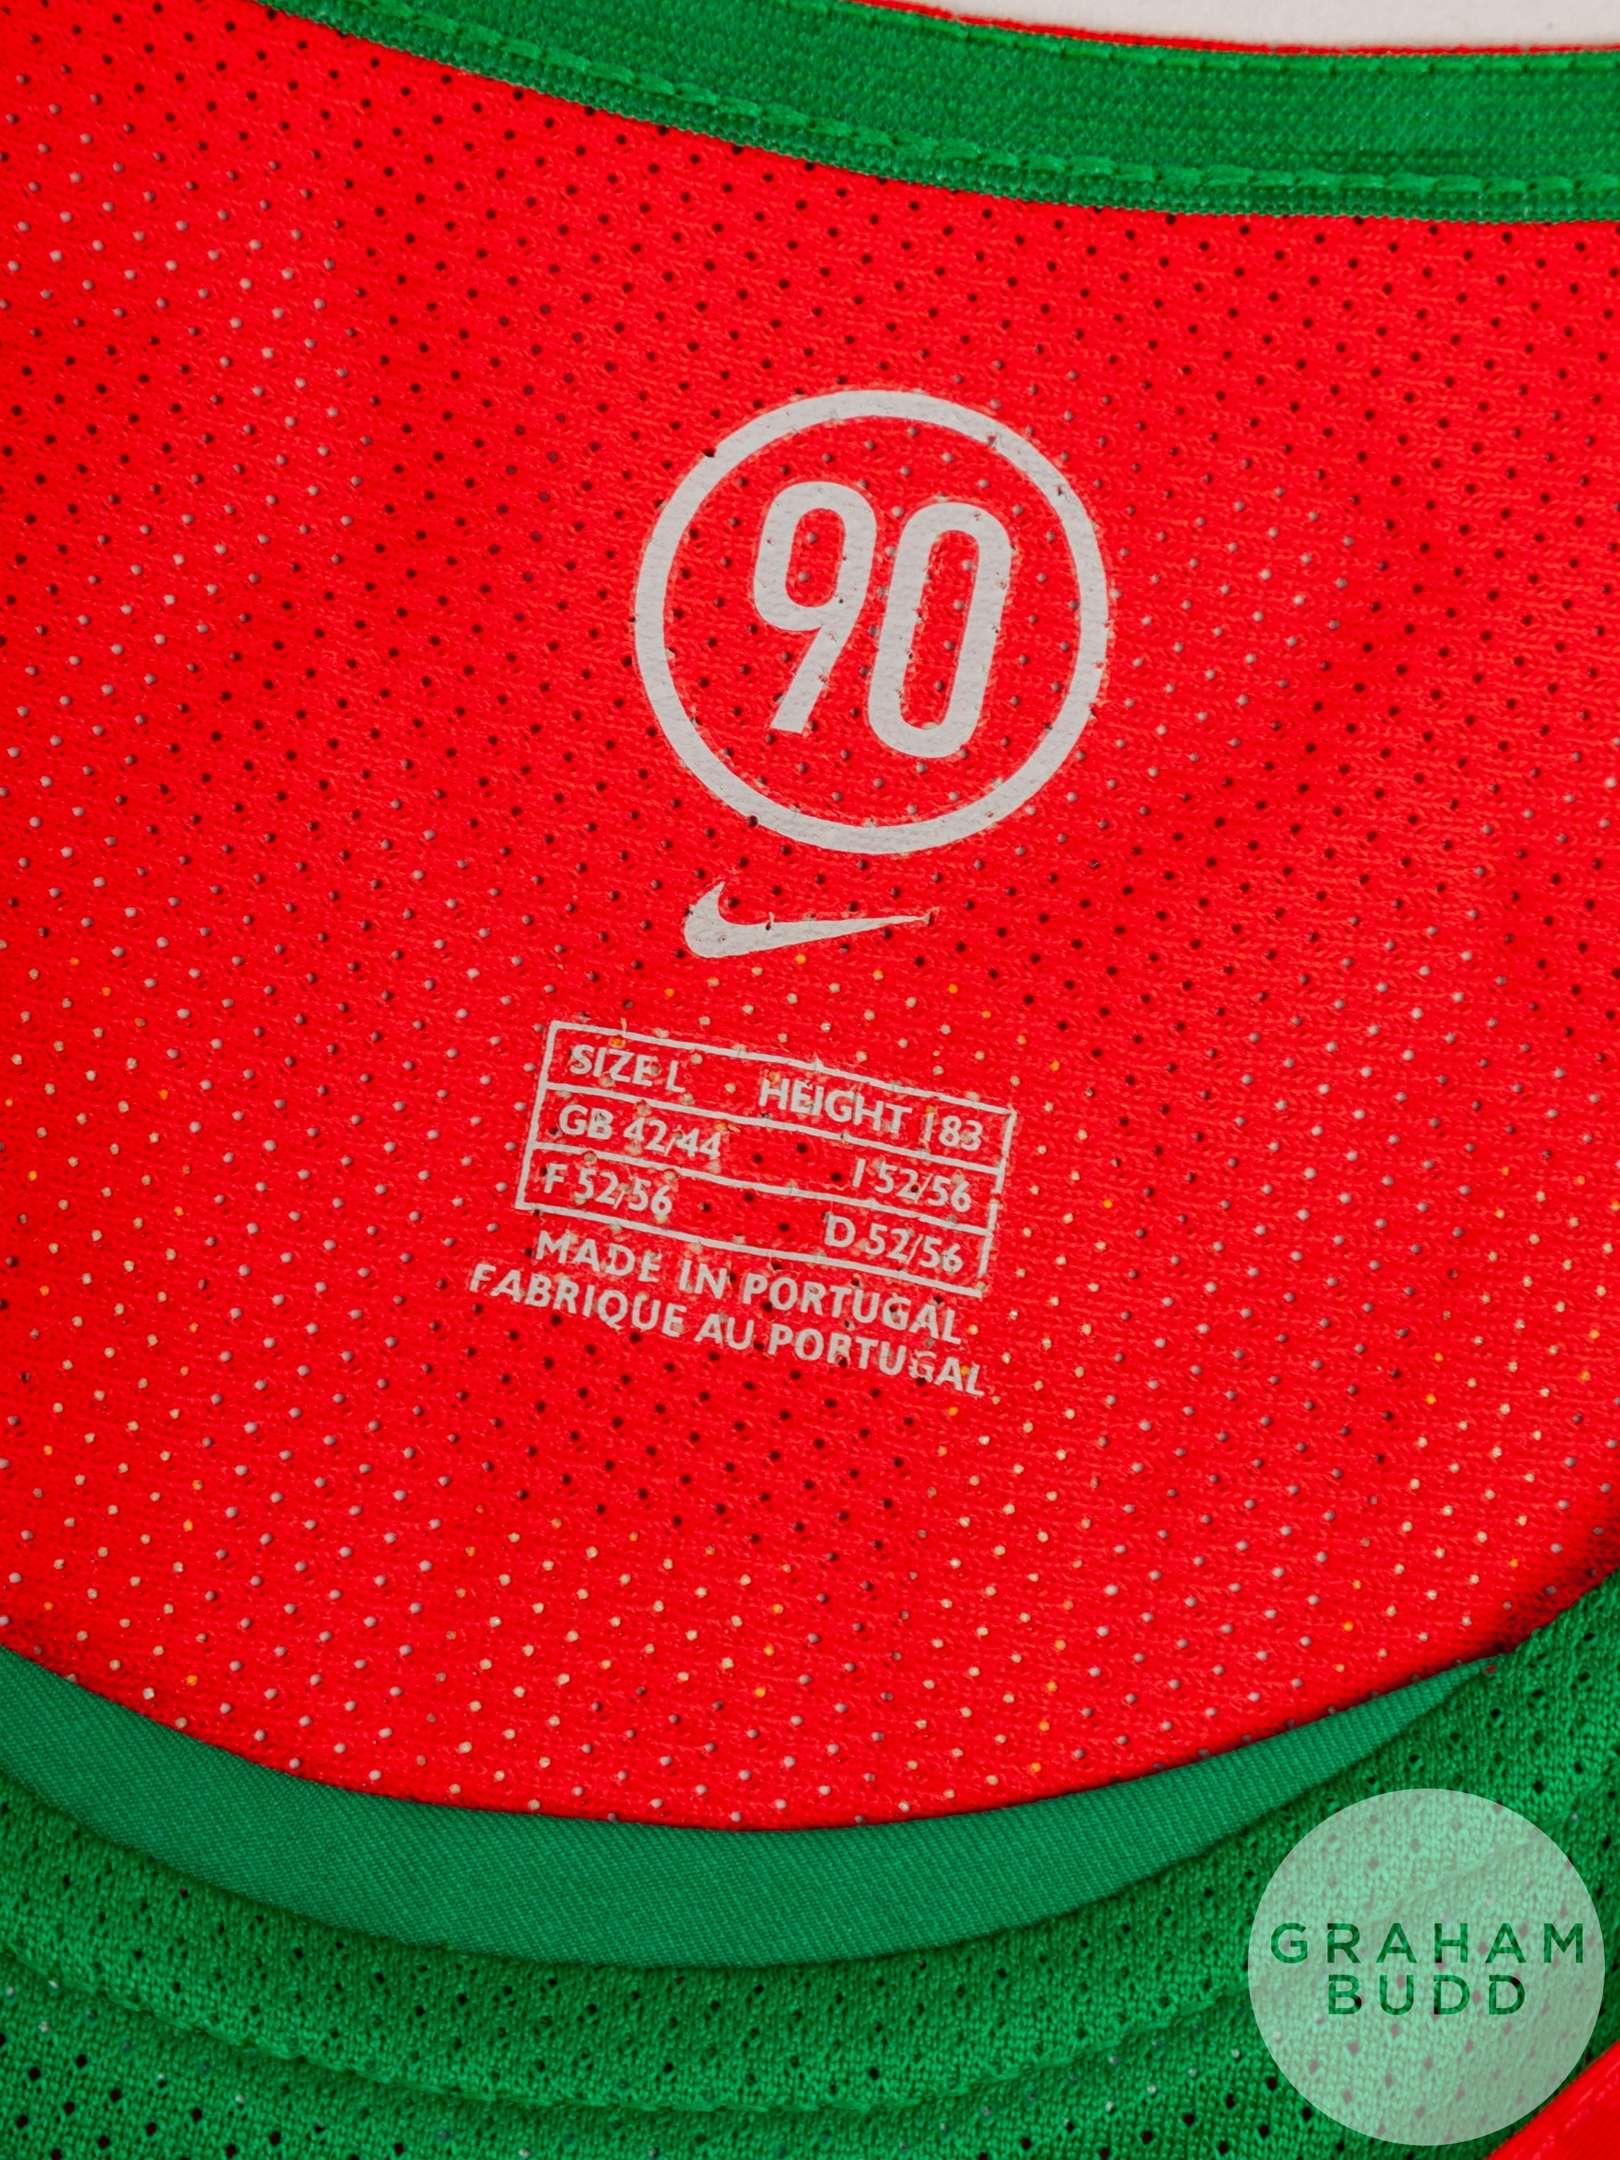 90
SIZE L HEIGHT 183
GB 42/44 I 52/56
F 52/56 D 52/56
MADE IN PORTUGAL
FABRIQUE AU PORTUGAL
GRAHAM
BUDD